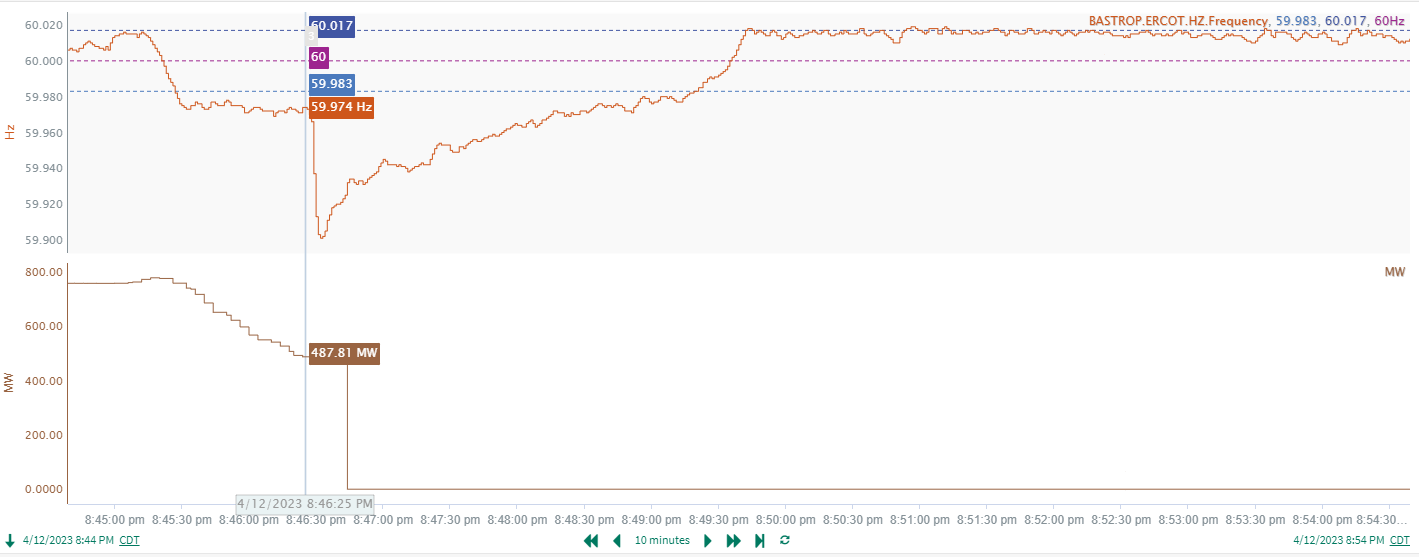 60.020
60.000
59.980
59.960
59.940
59.920
59.900
Hz
60.017
3
60
59.983
59.974 Hz
BASTROP.ERCOT.HZ.Frequency, 59.983, 60.017, 60Hz
800.00
600.00
400.00
200.00
0.0000
MW
MW
487.81 MW
4/12/2023 8:46:25 PM
8:45:00 pm 8:45:30 pm 8:46:00 pm 8:46:30 pm 8:47:00 pm 8:47:30 pm 8:48:00 pm 8:48:30 pm 8:49:00 pm 8:49:30 pm 8:50:00 pm 8:50:30 pm 8:51:00 pm 8:51:30 pm 8:52:00 pm 8:52:30 pm 8:53:00 pm 8:53:30 pm 8:54:00 pm 8:54:30...
4/12/2023 8:44 PM CDT
10 minutes
4/12/2023 8:54 PM CDT